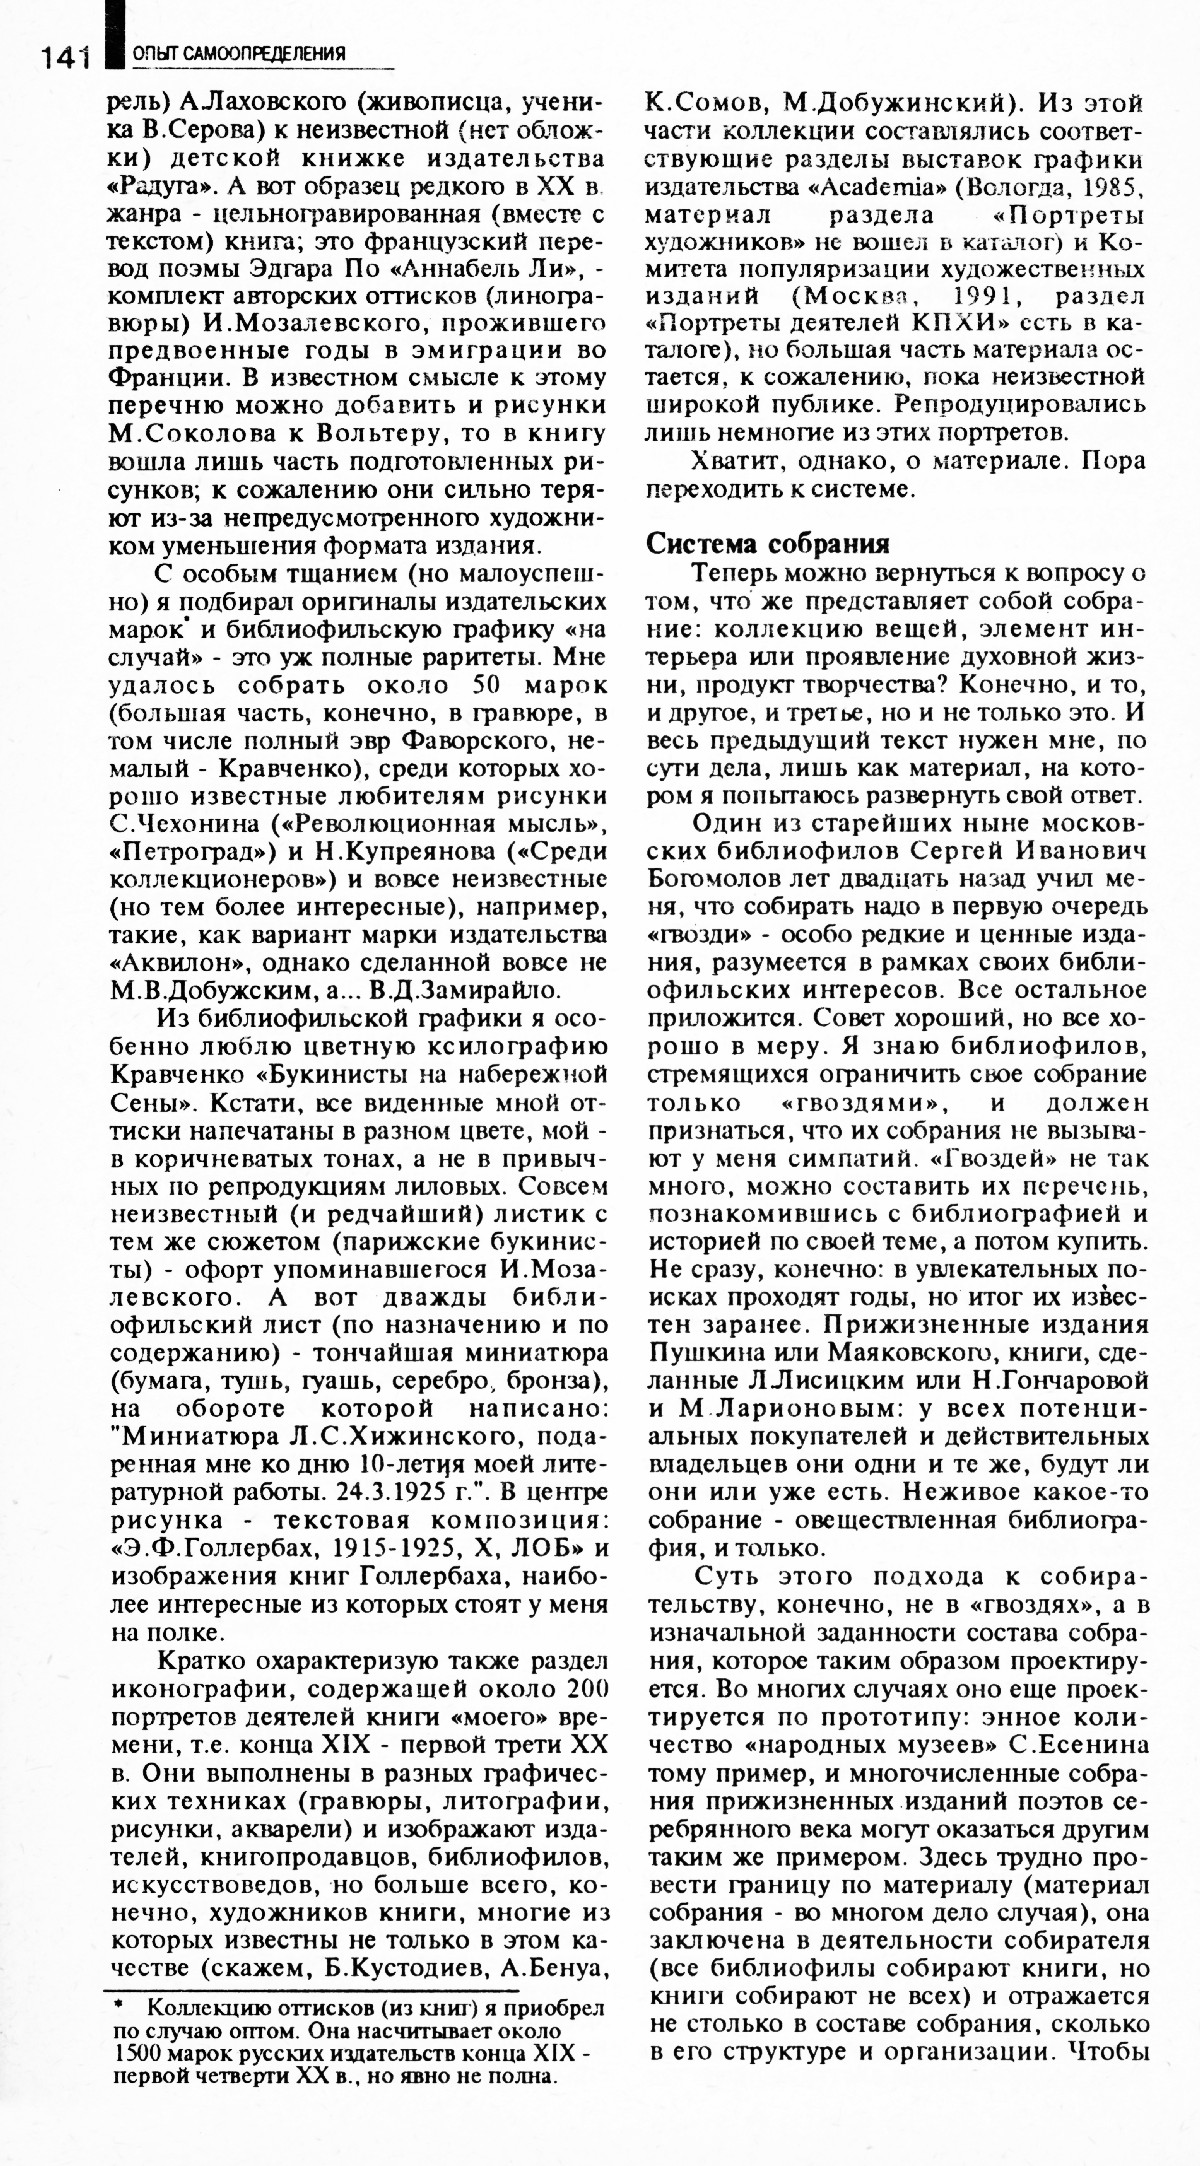 141 ОПЫТ САМООПРЕДЕЛЕНИЯ
рель) А.Лаховского (живописца, учени-
ка В.Серова) к неизвестной (нет облож-
ки) детской книжке издательства
«Радуга». А вот образец редкого в XX в.
жанра - цельногравированная (вместе с
текстом) книга; это французский пере-
вод поэмы Эдгара По «Аннабель Ли», -
комплект авторских оттисков (линогра-
вюры) И.Мозалевского, прожившего
предвоенные годы в эмиграции во
Франции. В известном смысле к этому
перечню можно добавить и рисунки
М.Соколова к Вольтеру, то в книгу
вошла лишь часть подготовленных ри-
сунков; к сожалению они сильно теря-
ют из-за непредусмотренного художни-
ком уменьшения формата издания.
С особым тщанием (но малоуспеш-
но) я подбирал оригиналы издательских
марок* и библиофильскую графику «на
случай» - это уж полные раритеты. Мне
удалось собрать около 50 марок
(большая часть, конечно, в гравюре, в
том числе полный эвр Фаворского, не-
малый - Кравченко), среди которых хо-
рошо известные любителям рисунки
С.Чехонина («Революционная мысль»,
«Петроград») и Н.Купреянова («Среди
коллекционеров») и вовсе неизвестные
(но тем более интересные), например,
такие, как вариант марки издательства
«Аквилон», однако сделанной вовсе не
М.В.Добужским, а... В.Д.Замирайло.
Из библиофильской графики я осо-
бенно люблю цветную ксилографию
Кравченко «Букинисты на набережной
Сены». Кстати, все виденные мной от-
тиски напечатаны в разном цвете, мой -
в коричневатых тонах, а не в привыч-
ных по репродукциям лиловых. Совсем
неизвестный (и редчайший) листик с
тем же сюжетом (парижские букинис-
ты) - офорт упоминавшегося И.Моза-
левского. А вот дважды библи-
офильский лист (по назначению и по
содержанию) - тончайшая миниатюра
(бумага, тушь, гуашь, серебро, бронза),
на обороте которой написано:
"Миниатюра Л.С.Хижинского, пода-
ренная мне ко дню 10-летия моей лите-
ратурной работы. 24.3.1925 г.". В центре
рисунка - текстовая композиция:
«Э.Ф.Голлербах, 1915-1925, X, ЛОБ» и
изображения книг Голлербаха, наибо-
лее интересные из которых стоят у меня
на полке.
Кратко охарактеризую также раздел
иконографии, содержащей около 200
портретов деятелей книги «моего» вре-
мени, т.е. конца XIX - первой трети XX
в. Они выполнены в разных графичес-
ких техниках (гравюры, литографии,
рисунки, акварели) и изображают изда-
телей, книгопродавцов, библиофилов,
искусствоведов, но больше всего, ко-
нечно, художников книги, многие из
которых известны не только в этом ка-
честве (скажем, Б.Кустодиев, А.Бенуа,
* Коллекцию оттисков (из книг) я приобрел
по случаю оптом. Она насчитывает около
1500 марок русских издательств конца XIX -
первой четверти XX в., но явно не полна.
К.Сомов, М.Добужинский). Из этой
части коллекции составлялись соответ-
ствующие разделы выставок графики
издательства «Academia» (Вологда, 1985,
материал раздела «Портреты
художников» не вошел в каталог) и Ко-
митета популяризации художественных
изданий (Москва, 1991, раздел
«Портреты деятелей КПХИ» есть в ка-
талоге), но большая часть материала ос-
тается, к сожалению, пока неизвестной
широкой публике. Репродуцировались
лишь немногие из этих портретов.
Хватит, однако, о материале. Пора
переходить к системе.
Система собрания
Теперь можно вернуться к вопросу о
том, что же представляет собой собра-
ние: коллекцию вещей, элемент ин-
терьера или проявление духовной жиз-
ни, продукт творчества? Конечно, и то,
и другое, и третье, но и не только это. И
весь предыдущий текст нужен мне, по
сути дела, лишь как материал, на кото-
ром я попытаюсь развернуть свой ответ.
Один из старейших ныне москов-
ских библиофилов Сергей Иванович
Богомолов лет двадцать назад учил ме-
ня, что собирать надо в первую очередь
«гвозди» - особо редкие и ценные изда-
ния, разумеется в рамках своих библи-
офильских интересов. Все остальное
приложится. Совет хороший, но все хо-
рошо в меру. Я знаю библиофилов,
стремящихся ограничить свое собрание
только «гвоздями», и должен
признаться, что их собрания не вызыва-
ют у меня симпатий. «Гвоздей» не так
много, можно составить их перечень,
познакомившись с библиографией и
историей по своей теме, а потом купить.
Не сразу, конечно: в увлекательных по-
исках проходят годы, но итог их извес-
тен заранее. Прижизненные издания
Пушкина или Маяковского, книги, сде-
ланные Л.Лисицким или Н.Гончаровой
и М.Ларионовым: у всех потенци-
альных покупателей и действительных
владельцев они одни и те же, будут ли
они или уже есть. Неживое какое-то
собрание - овеществленная библиогра-
фия, и только.
Суть этого подхода к собира-
тельству, конечно, не в «гвоздях», а в
изначальной заданности состава собра-
ния, которое таким образом проектиру-
ется. Во многих случаях оно еще проек-
тируется по прототипу: энное коли-
чество «народных музеев» С.Есенина
тому пример, и многочисленные собра-
ния прижизненных изданий поэтов се-
ребрянного века могут оказаться другим
таким же примером. Здесь трудно про-
вести границу по материалу (материал
собрания - во многом дело случая), она
заключена в деятельности собирателя
(все библиофилы собирают книги, но
книги собирают не всех) и отражается
не столько в составе собрания, сколько
в его структуре и организации. Чтобы